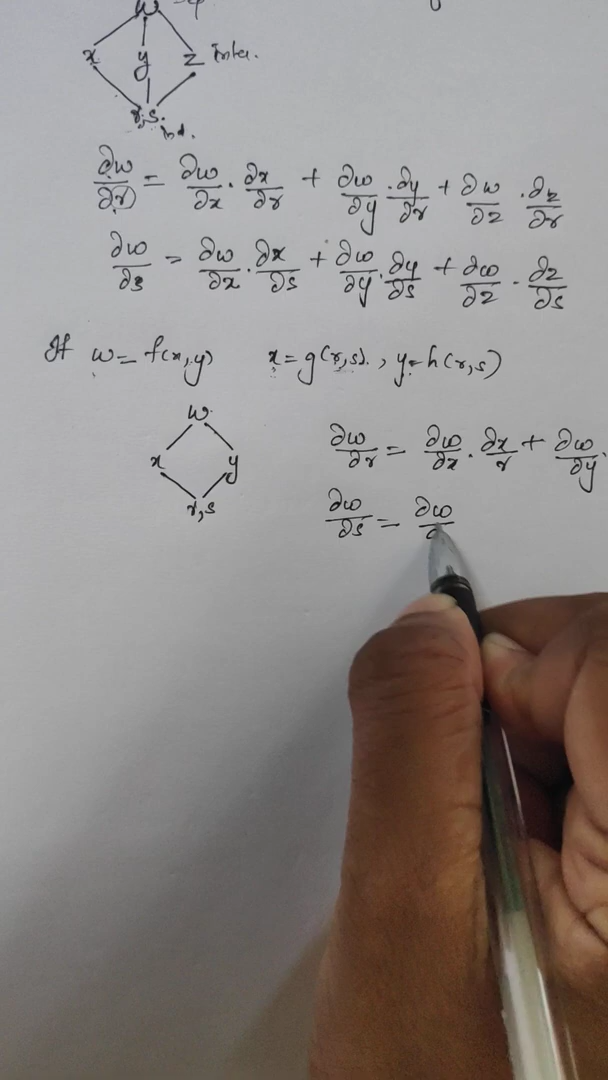 w
x y z Inter.
r,s.
Ind.
∂w/∂r = ∂w/∂x . ∂x/∂r + ∂w/∂y . ∂y/∂r + ∂w/∂z . ∂z/∂r
∂w/∂s = ∂w/∂x . ∂x/∂s + ∂w/∂y . ∂y/∂s + ∂w/∂z . ∂z/∂s
If w = f(x,y) x = g(r,s). , y = h(r,s)
w
x y
r,s
∂w/∂r = ∂w/∂x . ∂x/r + ∂w/∂y .
∂w/∂s = ∂w/∂